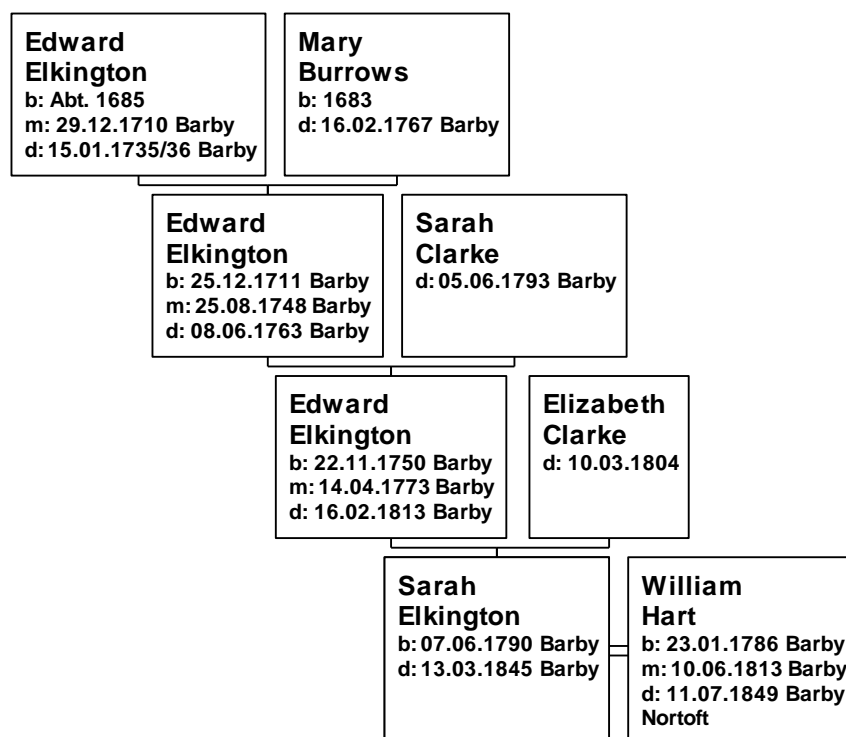 Edward
Elkington
b: Abt. 1685
m: 29.12.1710 Barby
d: 15.01.1735/36 Barby
Mary
Burrows
b: 1683
d: 16.02.1767 Barby
Edward
Elkington
b: 25.12.1711 Barby
m: 25.08.1748 Barby
d: 08.06.1763 Barby
Sarah
Clarke
d: 05.06.1793 Barby
Edward
Elkington
b: 22.11.1750 Barby
m: 14.04.1773 Barby
d: 16.02.1813 Barby
Elizabeth
Clarke
d: 10.03.1804
Sarah
Elkington
b: 07.06.1790 Barby
d: 13.03.1845 Barby
William
Hart
b: 23.01.1786 Barby
m: 10.06.1813 Barby
d: 11.07.1849 Barby
Nortoft